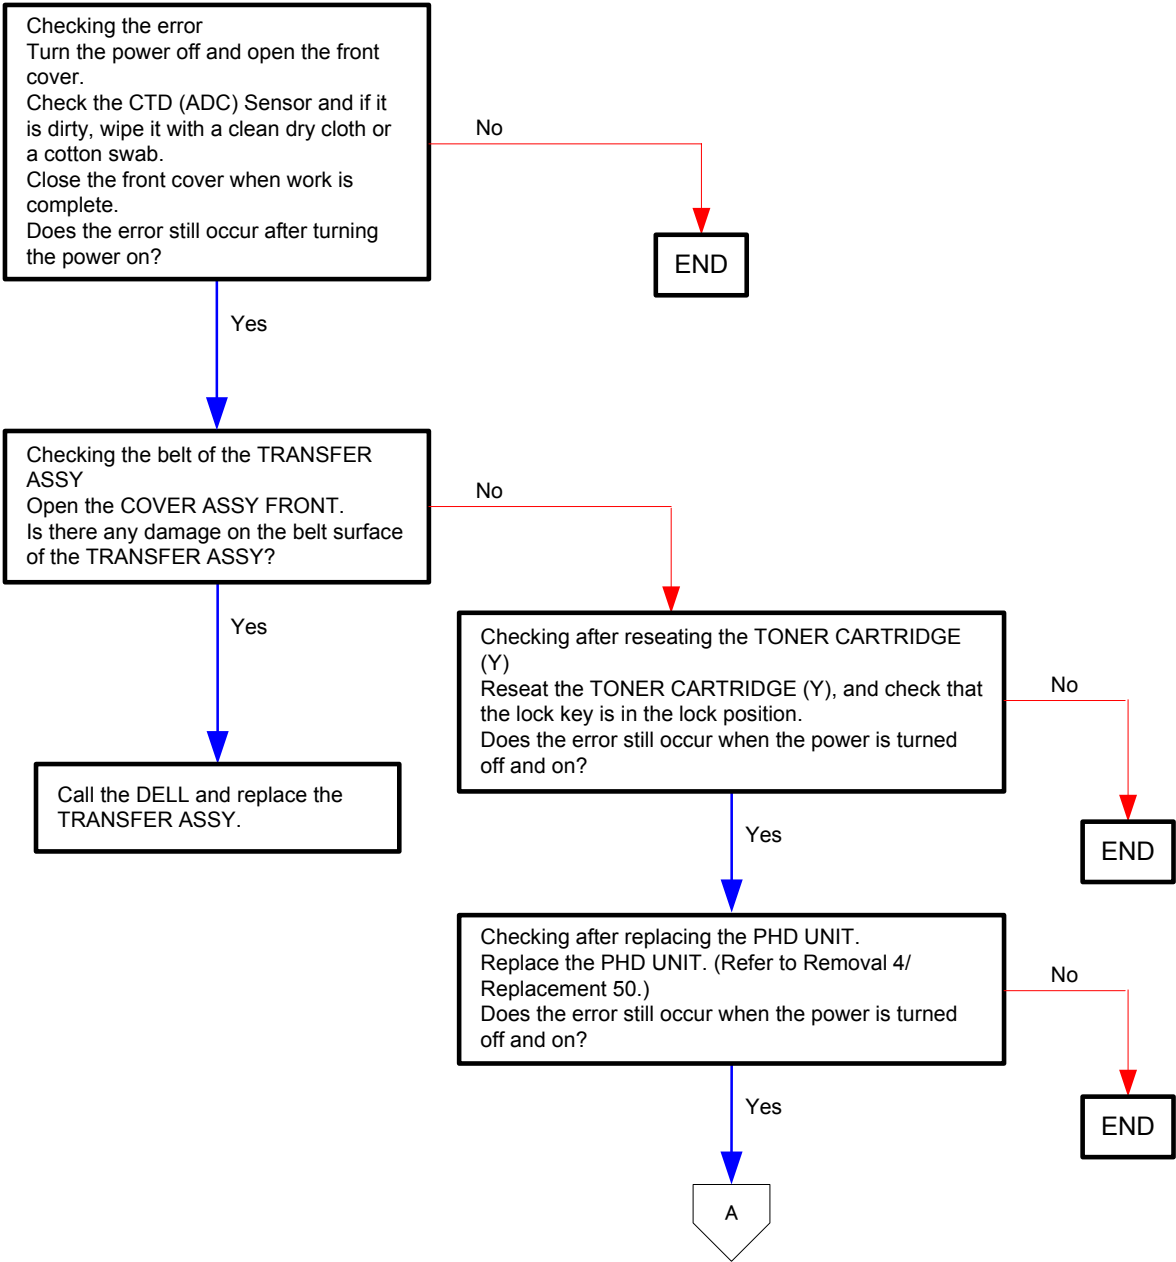 Checking the error
Turn the power off and open the front
cover.
Check the CTD (ADC) Sensor and if it
is dirty, wipe it with a clean dry cloth or
a cotton swab.
Close the front cover when work is
complete.
Does the error still occur after turning
the power on?
No
END
Yes
Checking the belt of the TRANSFER
ASSY
Open the COVER ASSY FRONT.
Is there any damage on the belt surface
of the TRANSFER ASSY?
No
Yes
Call the DELL and replace the
TRANSFER ASSY.
Checking after reseating the TONER CARTRIDGE
(Y)
Reseat the TONER CARTRIDGE (Y), and check that
the lock key is in the lock position.
Does the error still occur when the power is turned
off and on?
No
END
Yes
Checking after replacing the PHD UNIT.
Replace the PHD UNIT. (Refer to Removal 4/
Replacement 50.)
Does the error still occur when the power is turned
off and on?
No
END
Yes
A